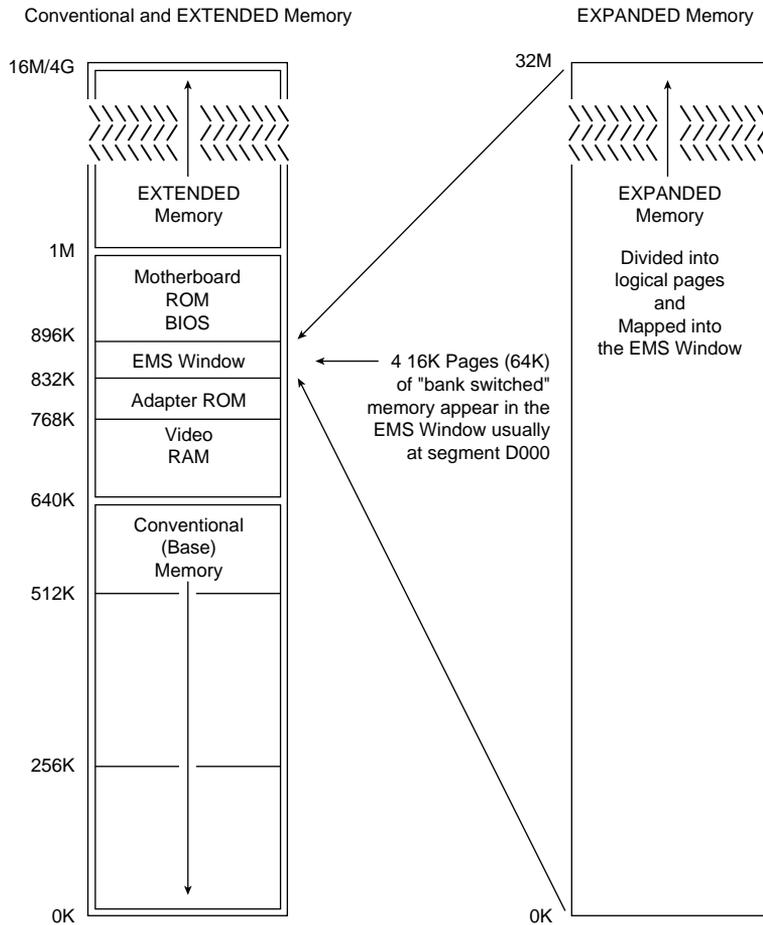 Conventional and EXTENDED Memory
16M/4G
EXTENDED
Memory
1M
Motherboard
ROM
BIOS
896K
EMS Window
832K
Adapter ROM
768K
Video
RAM
640K
Conventional
(Base)
Memory
512K
256K
0K
4 16K Pages (64K)
of "bank switched"
memory appear in the
EMS Window usually
at segment D000
EXPANDED Memory
32M
EXPANDED
Memory
Divided into
logical pages
and
Mapped into
the EMS Window
0K